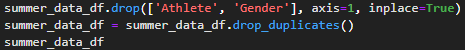 summer_data_df.drop(['Athlete', 'Gender'], axis=1, inplace=True)
summer_data_df = summer_data_df.drop_duplicates()
summer_data_df